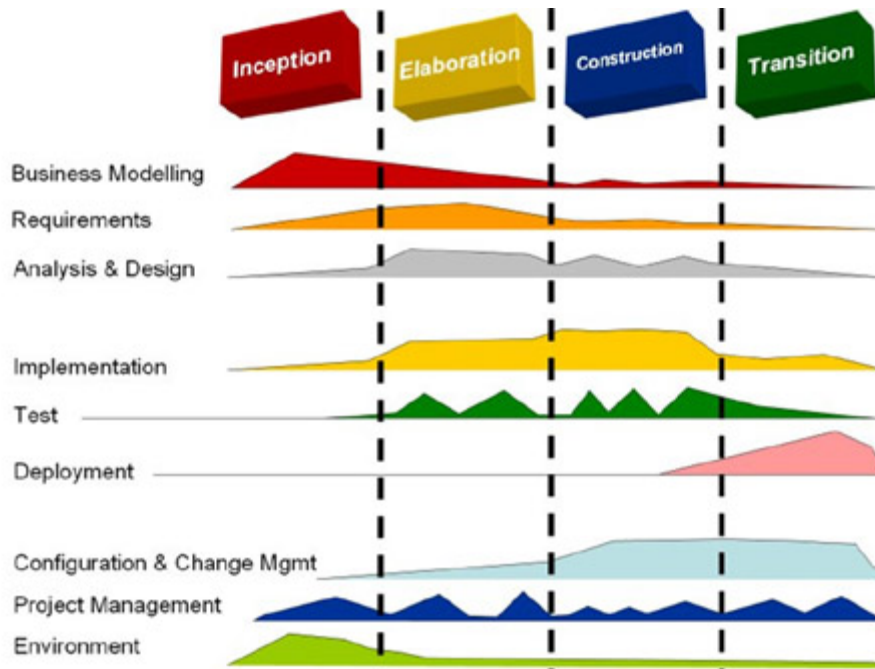 Inception
Elaboration
Construction
Transition
Business Modelling
Requirements
Analysis & Design
Implementation
Test
Deployment
Configuration & Change Mgmt
Project Management
Environment